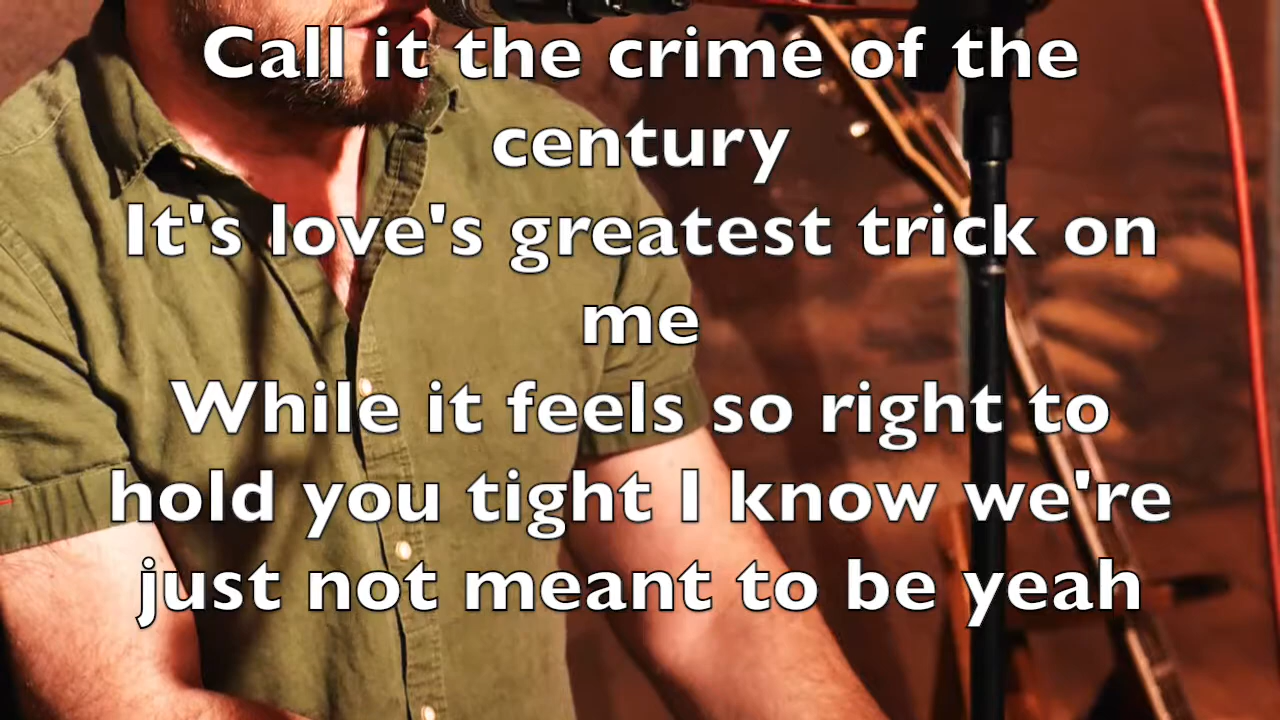 Call it the crime of the
century
It's love's greatest trick on
me
While it feels so right to
hold you tight I know we're
just not meant to be yeah